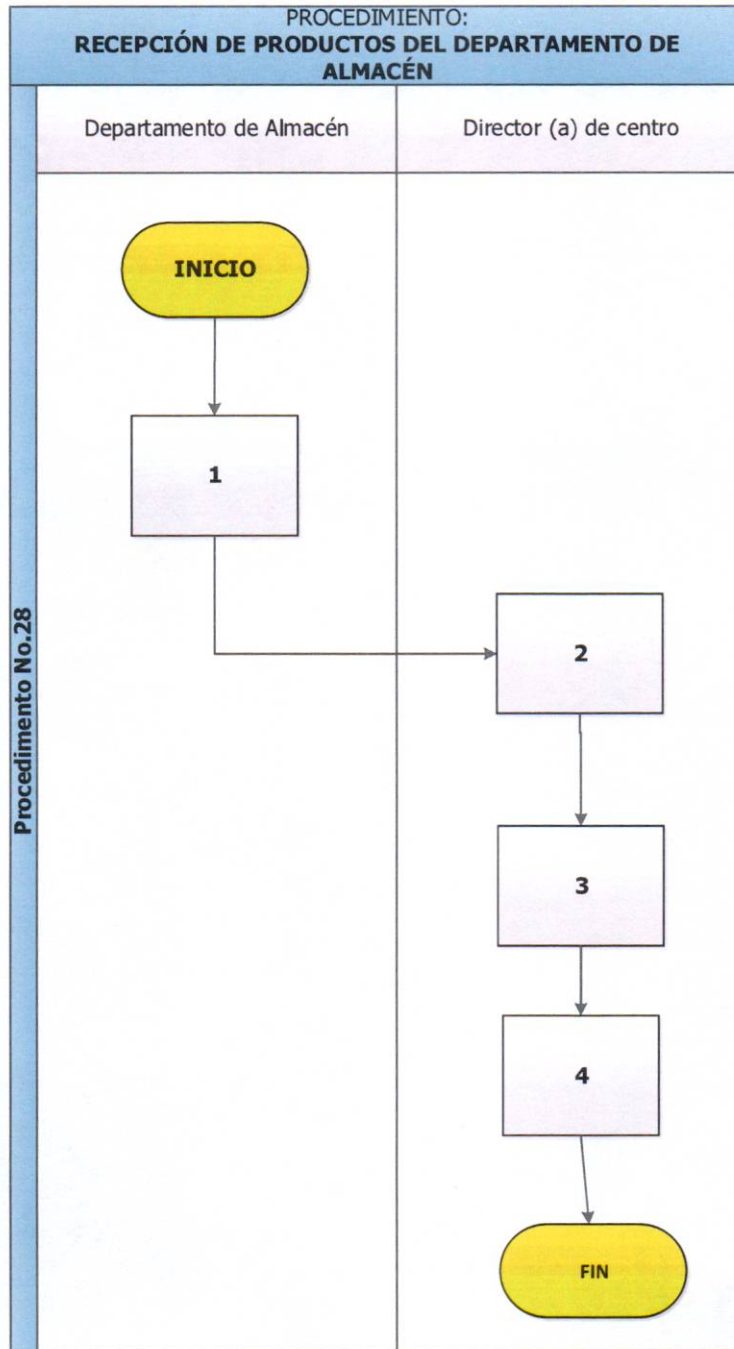 PROCEDIMIENTO:
RECEPCIÓN DE PRODUCTOS DEL DEPARTAMENTO DE
ALMACÉN
Procedimento No.28
Departamento de Almacén
Director (a) de centro
INICIO
1
2
3
4
FIN